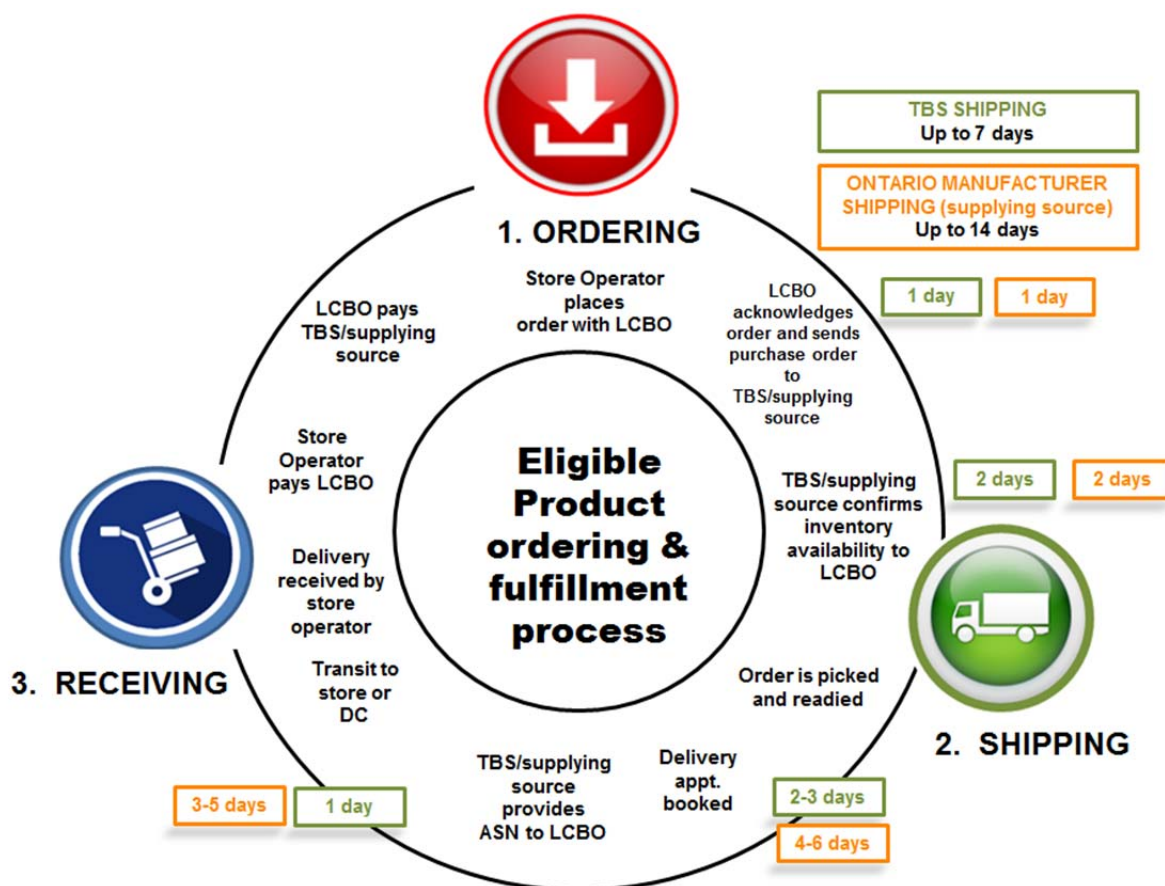 TBS SHIPPING
Up to 7 days
ONTARIO MANUFACTURER
SHIPPING (supplying source)
Up to 14 days
1. ORDERING
Store Operator
places
order with LCBO
LCBO
acknowledges
order and sends
purchase order
to
TBS/supplying
source
1 day
1 day
TBS/supplying
source confirms
inventory
availability to
LCBO
2 days
2 days
2. SHIPPING
Order is picked
and readied
Delivery
appt.
booked
2-3 days
4-6 days
TBS/supplying
source
provides
ASN to LCBO
3-5 days
1 day
Transit to
store or
DC
3. RECEIVING
Delivery
received by
store
operator
Store
Operator
pays LCBO
LCBO pays
TBS/supplying
source
Eligible
Product
ordering &
fulfillment
process